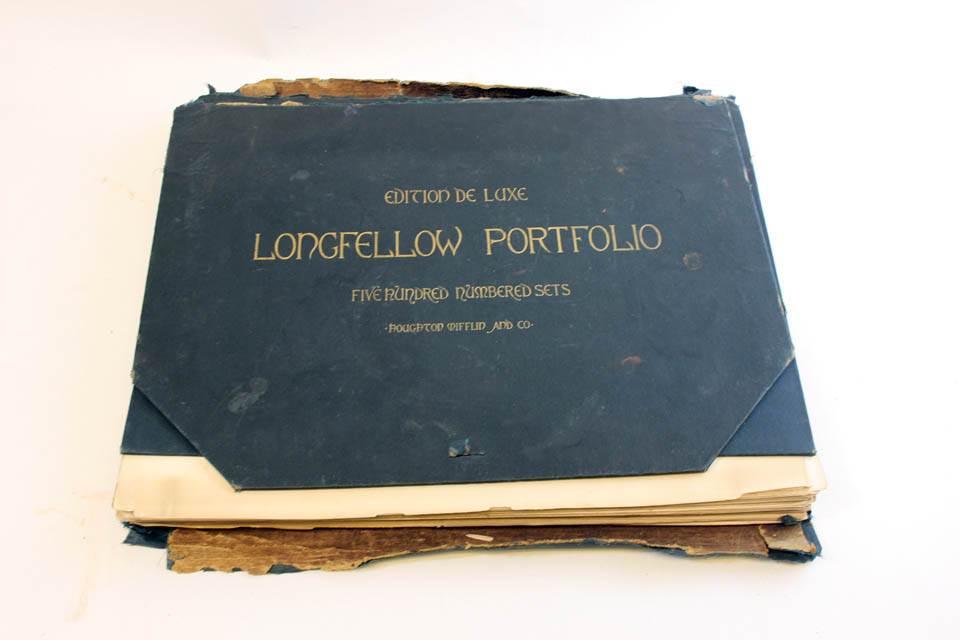 EDITION DE LUXE
LONGFELLOW PORTFOLIO
FIVE HUNDRED NUMBERED SETS
·HOUGHTON MIFFLIN AND CO·